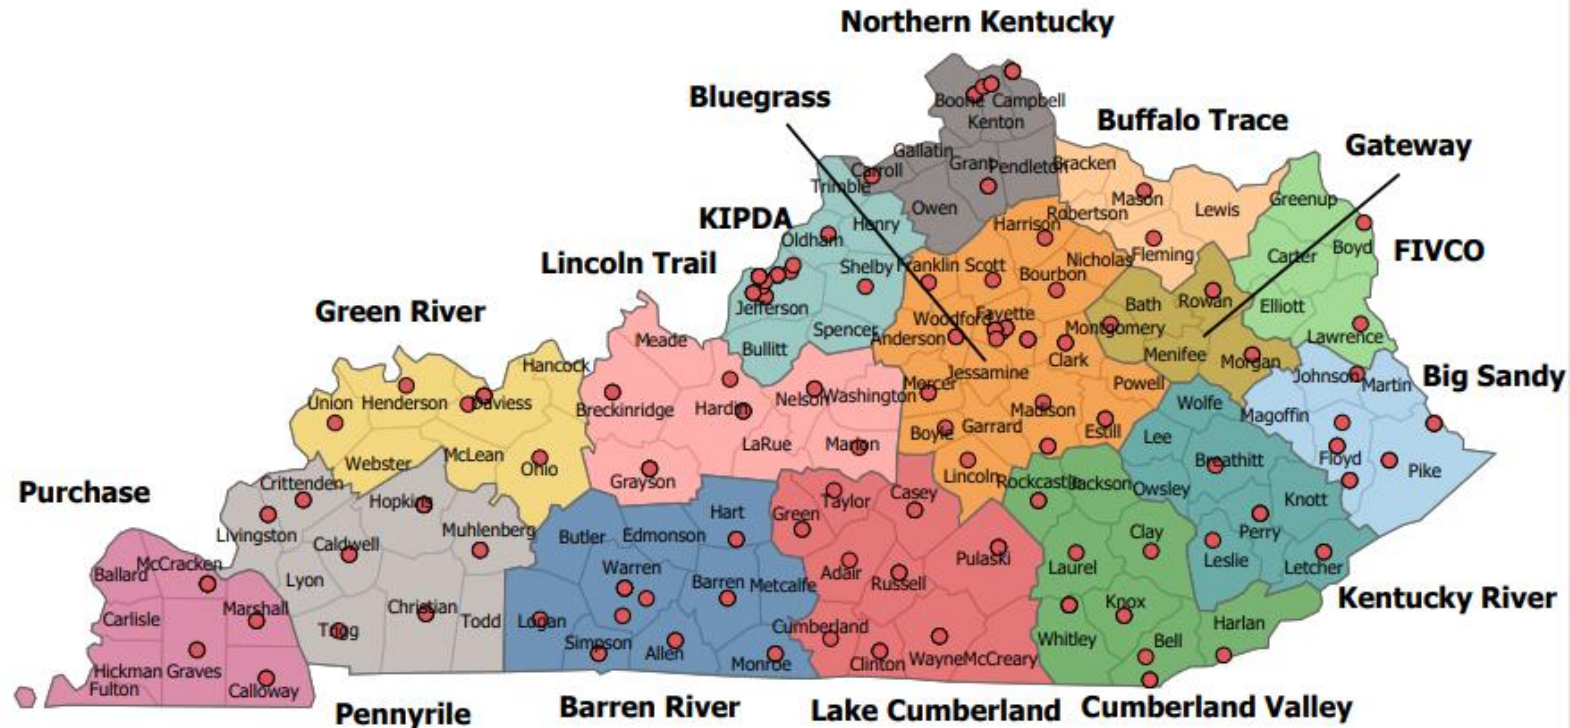 Northern Kentucky
Bluegrass
Buffalo Trace
Gateway
KIPDA
Lincoln Trail
FIVCO
Green River
Big Sandy
Purchase
Kentucky River
Pennyrile
Barren River
Lake Cumberland
Cumberland Valley
Boone
Campbell
Kenton
Gallatin
Grant
Pendleton
Carroll
Owen
Bracken
Mason
Robertson
Lewis
Fleming
Greenup
Boyd
Carter
Elliott
Lawrence
Trimble
Henry
Oldham
Shelby
Jefferson
Spencer
Bullitt
Harrison
Franklin
Scott
Nicholas
Bourbon
Woodford
Fayette
Anderson
Clark
Jessamine
Mercer
Powell
Madison
Boyle
Garrard
Estill
Lincoln
Bath
Rowan
Montgomery
Menifee
Morgan
Johnson
Martin
Magoffin
Floyd
Pike
Meade
Breckinridge
Hardin
Nelson
Washington
LaRue
Marion
Grayson
Hancock
Union
Henderson
Daviess
McLean
Webster
Ohio
Wolfe
Lee
Breathitt
Owsley
Knott
Perry
Leslie
Letcher
Crittenden
Hopkins
Livingston
Caldwell
Muhlenberg
Lyon
Christian
Todd
Trigg
McCracken
Ballard
Carlisle
Marshall
Hickman
Graves
Fulton
Calloway
Hart
Butler
Edmonson
Warren
Barren
Metcalfe
Logan
Simpson
Allen
Monroe
Taylor
Casey
Green
Adair
Russell
Pulaski
Cumberland
Clinton
Wayne
McCreary
Rockcastle
Jackson
Clay
Laurel
Knox
Whitley
Bell
Harlan